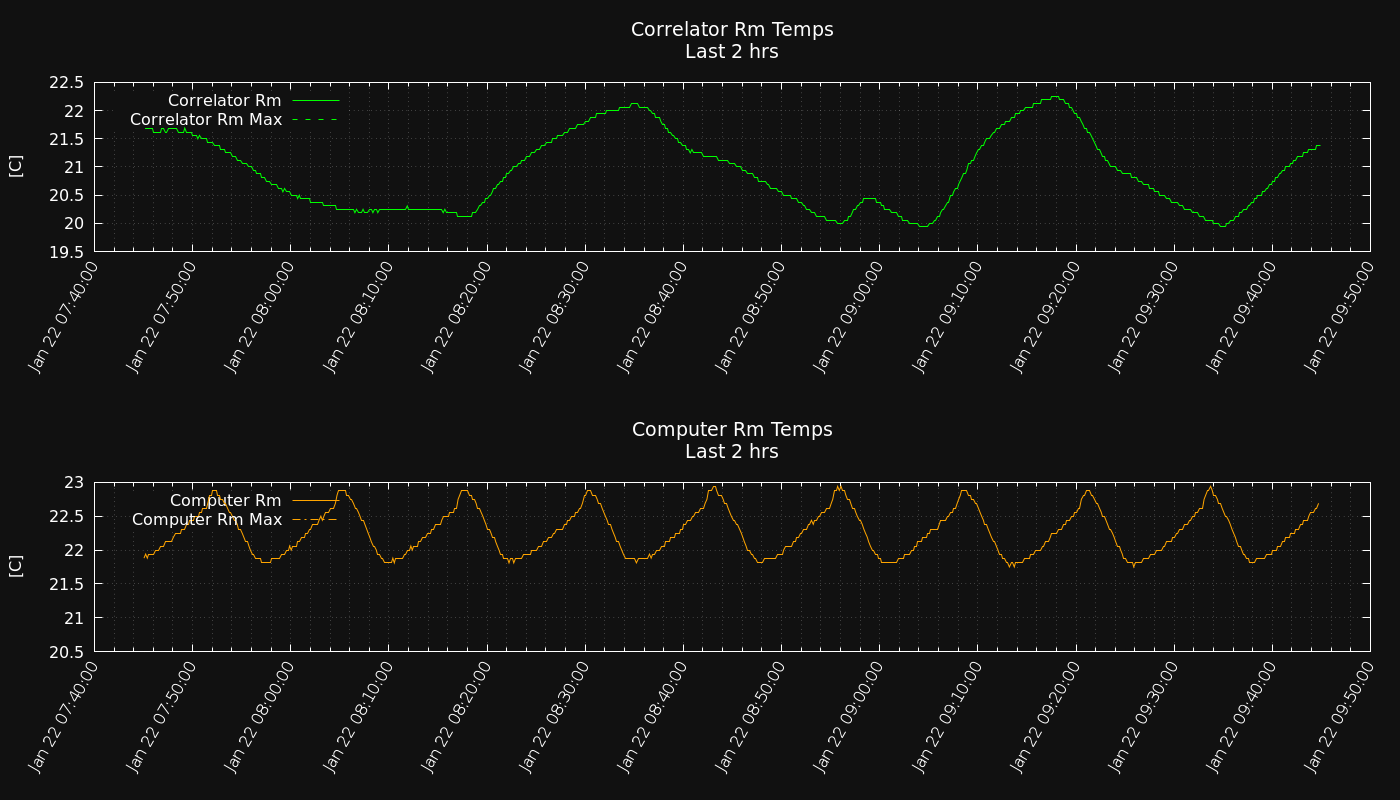 Correlator Rm Temps
Last 2 hrs
22.5
22
21.5
21
20.5
20
19.5
[C]
Correlator Rm
Correlator Rm Max
Jan 22 07:40:00
Jan 22 07:50:00
Jan 22 08:00:00
Jan 22 08:10:00
Jan 22 08:20:00
Jan 22 08:30:00
Jan 22 08:40:00
Jan 22 08:50:00
Jan 22 09:00:00
Jan 22 09:10:00
Jan 22 09:20:00
Jan 22 09:30:00
Jan 22 09:40:00
Jan 22 09:50:00
Computer Rm Temps
Last 2 hrs
23
22.5
22
21.5
21
20.5
[C]
Computer Rm
Computer Rm Max
Jan 22 07:40:00
Jan 22 07:50:00
Jan 22 08:00:00
Jan 22 08:10:00
Jan 22 08:20:00
Jan 22 08:30:00
Jan 22 08:40:00
Jan 22 08:50:00
Jan 22 09:00:00
Jan 22 09:10:00
Jan 22 09:20:00
Jan 22 09:30:00
Jan 22 09:40:00
Jan 22 09:50:00